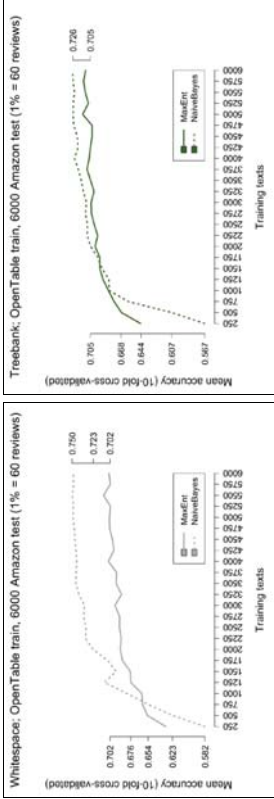 Whitespace; OpenTable train, 6000 Amazon test (1% = 60 reviews)
Mean accuracy (10-fold cross-validated)
0.702
0.676
0.654
0.623
0.582
0.750
0.723
0.702
MaxEnt
NaiveBayes
250 500 750 1000 1250 1500 1750 2000 2250 2500 2750 3000 3250 3500 3750 4000 4250 4500 4750 5000 5250 5500 5750 6000
Training texts
Treebank; OpenTable train, 6000 Amazon test (1% = 60 reviews)
Mean accuracy (10-fold cross-validated)
0.705
0.668
0.644
0.607
0.567
0.726
0.705
MaxEnt
NaiveBayes
250 500 750 1000 1250 1500 1750 2000 2250 2500 2750 3000 3250 3500 3750 4000 4250 4500 4750 5000 5250 5500 5750 6000
Training texts